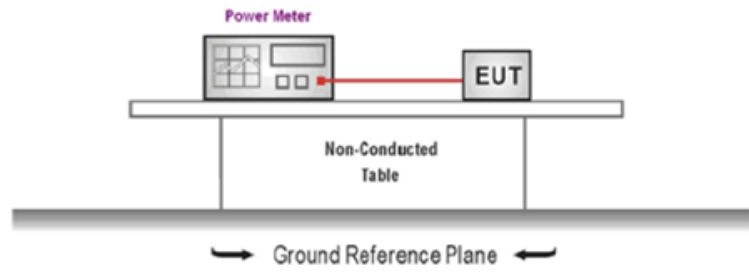 Power Meter
EUT
Non-Conducted
Table
Ground Reference Plane